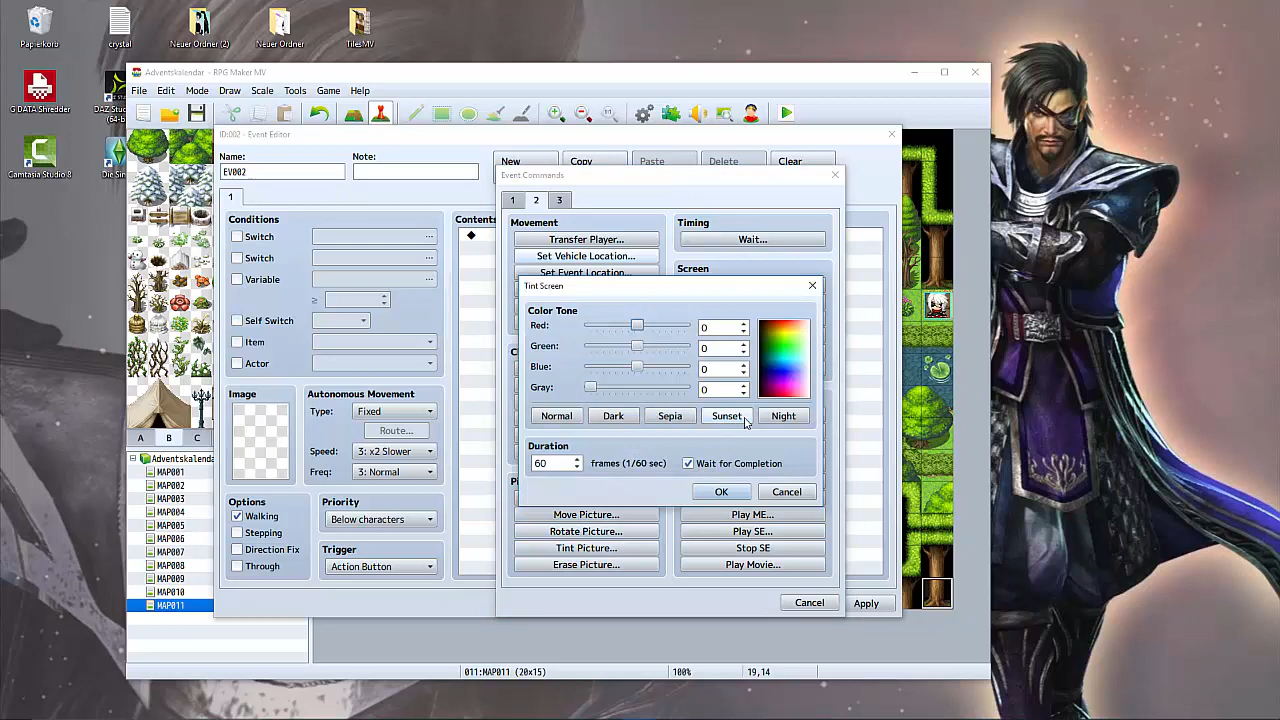 Papierkorb
crystal
Neuer Ordner (2)
Neuer Ordner
TilesMV
G DATA Shredder
DAZ Stu
(64-b
Camtasia Studio 8
Die Sin
Adventskalendar - RPG Maker MV
File Edit Mode Draw Scale Tools Game Help
ID:002 - Event Editor
Name:
Note:
EV002
New
Copy
Paste
Delete
Clear
1
Conditions
Switch
Switch
Variable
≥
Self Switch
Item
Actor
Image
Autonomous Movement
Type: Fixed
Route...
Speed: 3: x2 Slower
Freq: 3: Normal
Options
Walking
Stepping
Direction Fix
Through
Priority
Below characters
Trigger
Action Button
Contents
Event Commands
1 2 3
Movement
Transfer Player...
Set Vehicle Location...
Set Event Location...
Timing
Wait...
Screen
Tint Screen
Color Tone
Red: 0
Green: 0
Blue: 0
Gray: 0
Normal Dark Sepia Sunset Night
Duration
60 frames (1/60 sec) Wait for Completion
OK Cancel
Move Picture...
Rotate Picture...
Tint Picture...
Erase Picture...
Play ME...
Play SE...
Stop SE
Play Movie...
Cancel
Apply
A B C
Adventskalenda
MAP001
MAP002
MAP003
MAP004
MAP005
MAP006
MAP007
MAP008
MAP009
MAP010
MAP011
011:MAP011 (20x15) 100% 19,14